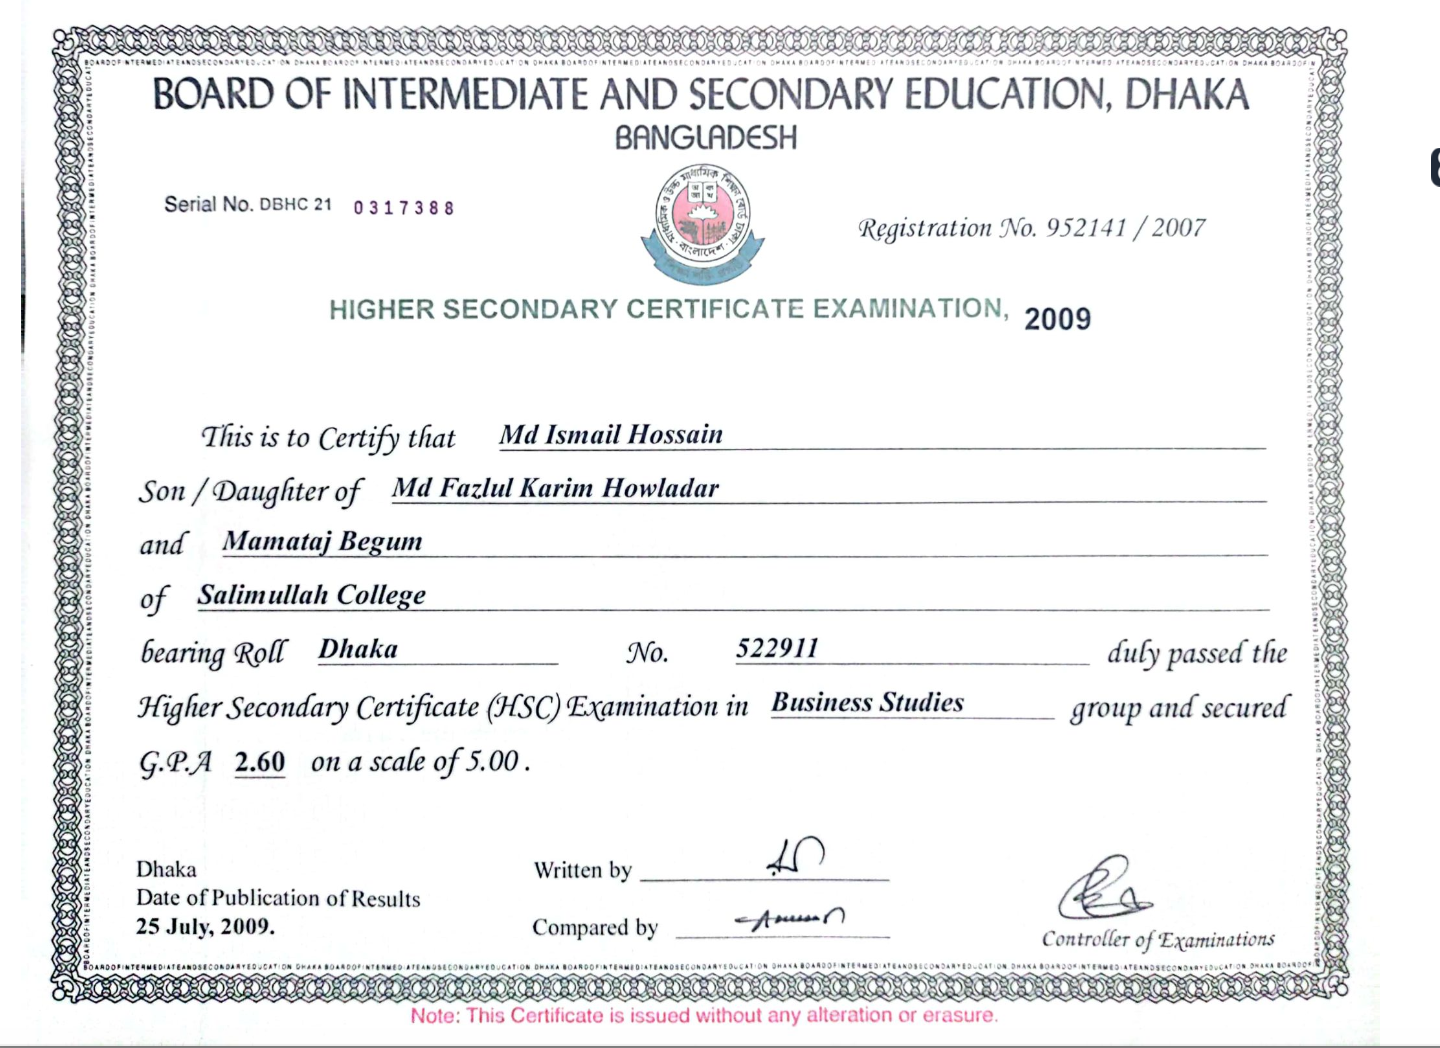 BOARD OF INTERMEDIATE AND SECONDARY EDUCATION, DHAKA
BANGLADESH
Serial No. DBHC 21 0317388
মাধ্যমিক ও উচ্চ মাধ্যমিক শিক্ষা বোর্ড ঢাকা
বাংলাদেশ
Registration No. 952141 / 2007
HIGHER SECONDARY CERTIFICATE EXAMINATION, 2009
This is to Certify that Md Ismail Hossain
Son / Daughter of Md Fazlul Karim Howladar
and Mamataj Begum
of Salimullah College
bearing Roll Dhaka No. 522911 duly passed the
Higher Secondary Certificate (HSC) Examination in Business Studies group and secured
G.P.A 2.60 on a scale of 5.00 .
Dhaka
Written by
Date of Publication of Results
25 July, 2009.
Compared by
Controller of Examinations
Note: This Certificate is issued without any alteration or erasure.